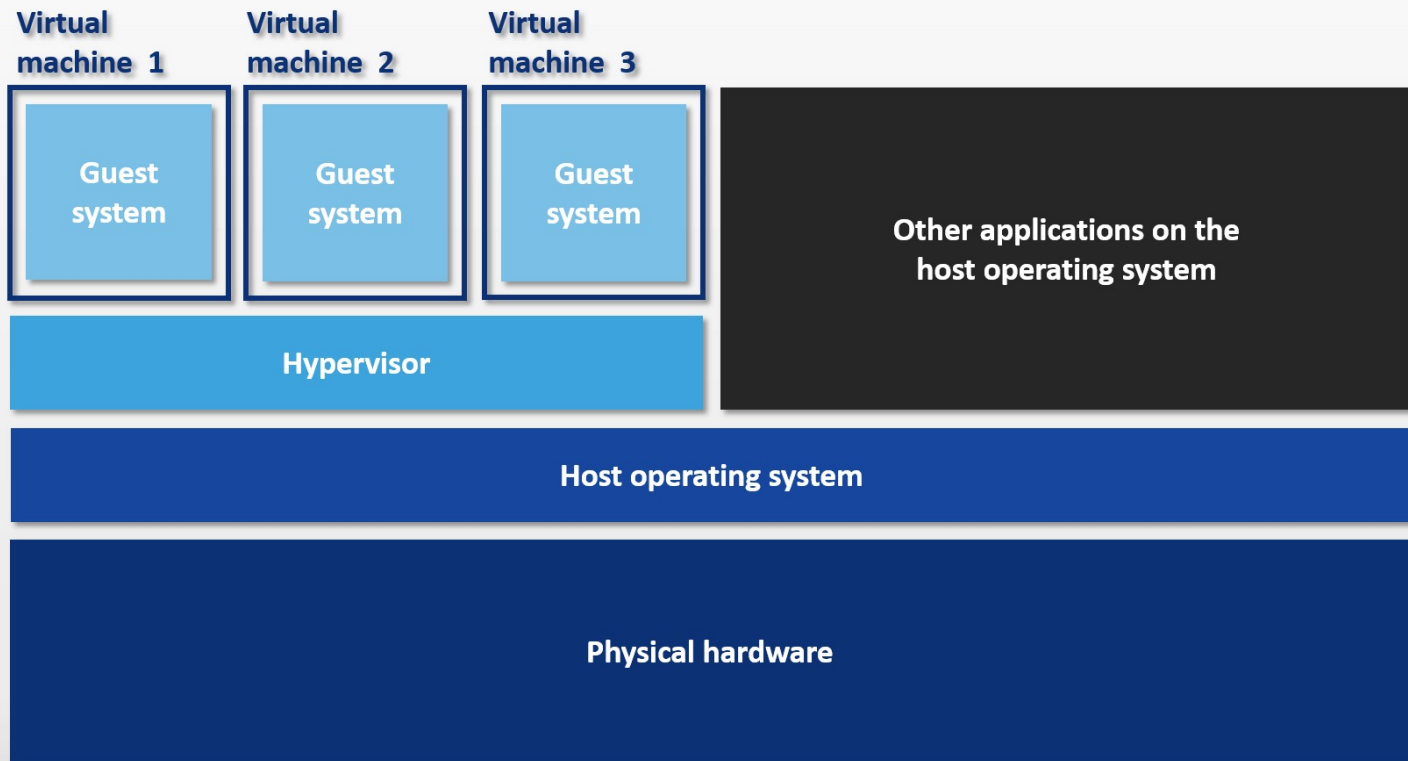 Virtual
machine 1
Virtual
machine 2
Virtual
machine 3
Guest
system
Guest
system
Guest
system
Other applications on the
host operating system
Hypervisor
Host operating system
Physical hardware